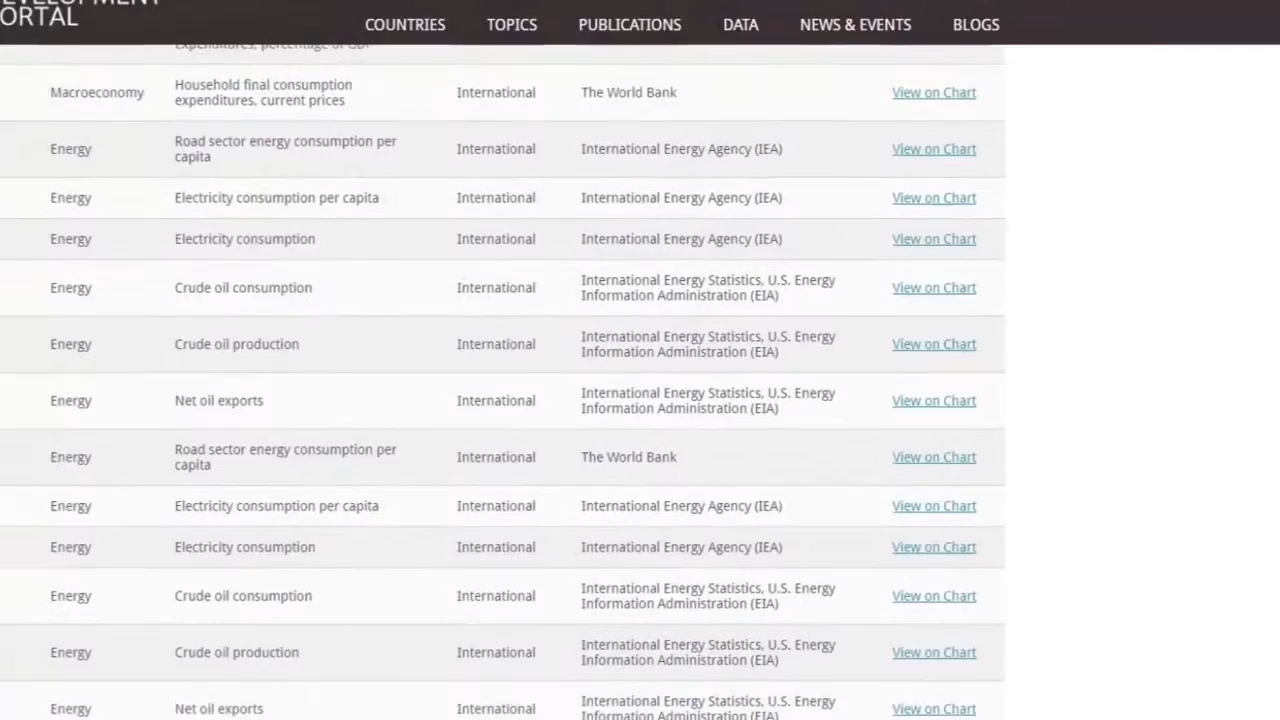 ORTAL
COUNTRIES TOPICS PUBLICATIONS DATA NEWS & EVENTS BLOGS
Macroeconomy Household final consumption expenditures, current prices International The World Bank View on Chart
Energy Road sector energy consumption per capita International International Energy Agency (IEA) View on Chart
Energy Electricity consumption per capita International International Energy Agency (IEA) View on Chart
Energy Electricity consumption International International Energy Agency (IEA) View on Chart
Energy Crude oil consumption International International Energy Statistics, U.S. Energy Information Administration (EIA) View on Chart
Energy Crude oil production International International Energy Statistics, U.S. Energy Information Administration (EIA) View on Chart
Energy Net oil exports International International Energy Statistics, U.S. Energy Information Administration (EIA) View on Chart
Energy Road sector energy consumption per capita International The World Bank View on Chart
Energy Electricity consumption per capita International International Energy Agency (IEA) View on Chart
Energy Electricity consumption International International Energy Agency (IEA) View on Chart
Energy Crude oil consumption International International Energy Statistics, U.S. Energy Information Administration (EIA) View on Chart
Energy Crude oil production International International Energy Statistics, U.S. Energy Information Administration (EIA) View on Chart
Energy Net oil exports International International Energy Statistics, U.S. Energy Information Administration (EIA) View on Chart